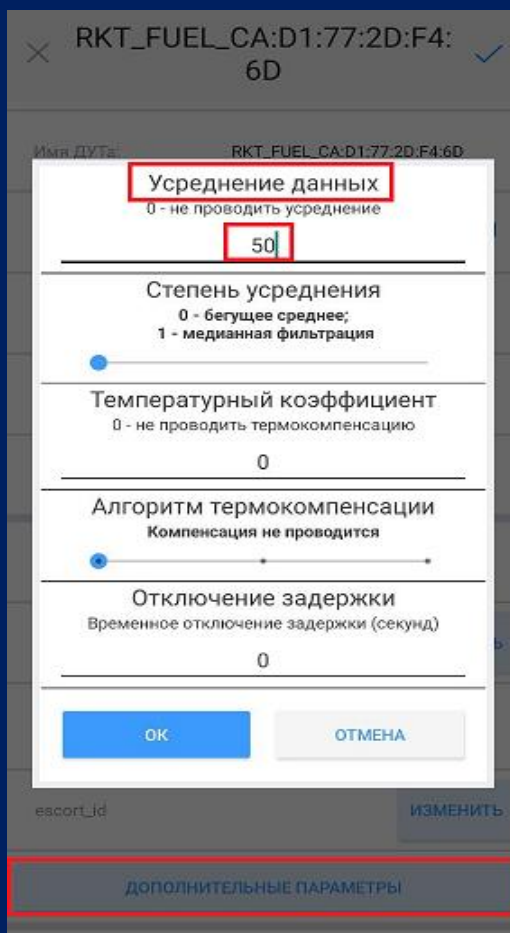 RKT_FUEL_CA:D1:77:2D:F4:
6D
Имя ДУТа: RKT_FUEL_CA:D1:77:2D:F4:6D
Усреднение данных
0 - не проводить усреднение
50
Степень усреднения
0 - бегущее среднее;
1 - медианная фильтрация
Температурный коэффициент
0 - не проводить термокомпенсацию
0
Алгоритм термокомпенсации
Компенсация не проводится
Отключение задержки
Временное отключение задержки (секунд)
0
ОК ОТМЕНА
escort_id ИЗМЕНИТЬ
ДОПОЛНИТЕЛЬНЫЕ ПАРАМЕТРЫ